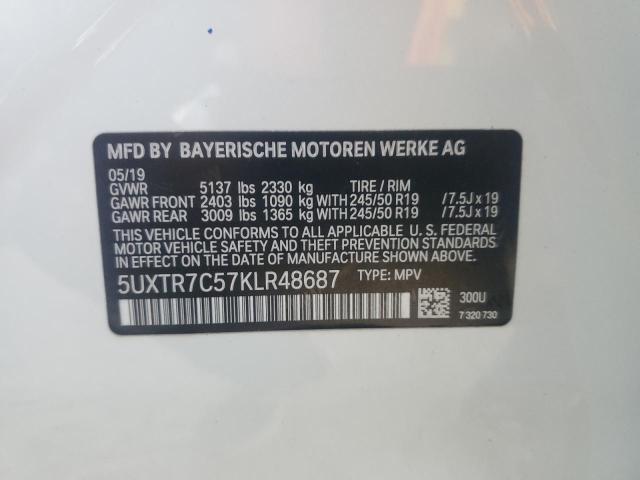 MFD BY BAYERISCHE MOTOREN WERKE AG
05/19
GVWR 5137 lbs 2330 kg TIRE / RIM
GAWR FRONT 2403 lbs 1090 kg WITH 245/50 R19 / 7.5J x 19
GAWR REAR 3009 lbs 1365 kg WITH 245/50 R19 / 7.5J x 19
THIS VEHICLE CONFORMS TO ALL APPLICABLE U. S. FEDERAL
MOTOR VEHICLE SAFETY AND THEFT PREVENTION STANDARDS
IN EFFECT ON THE DATE OF MANUFACTURE SHOWN ABOVE.
5UXTR7C57KLR48687 TYPE: MPV
300U
7 320 730